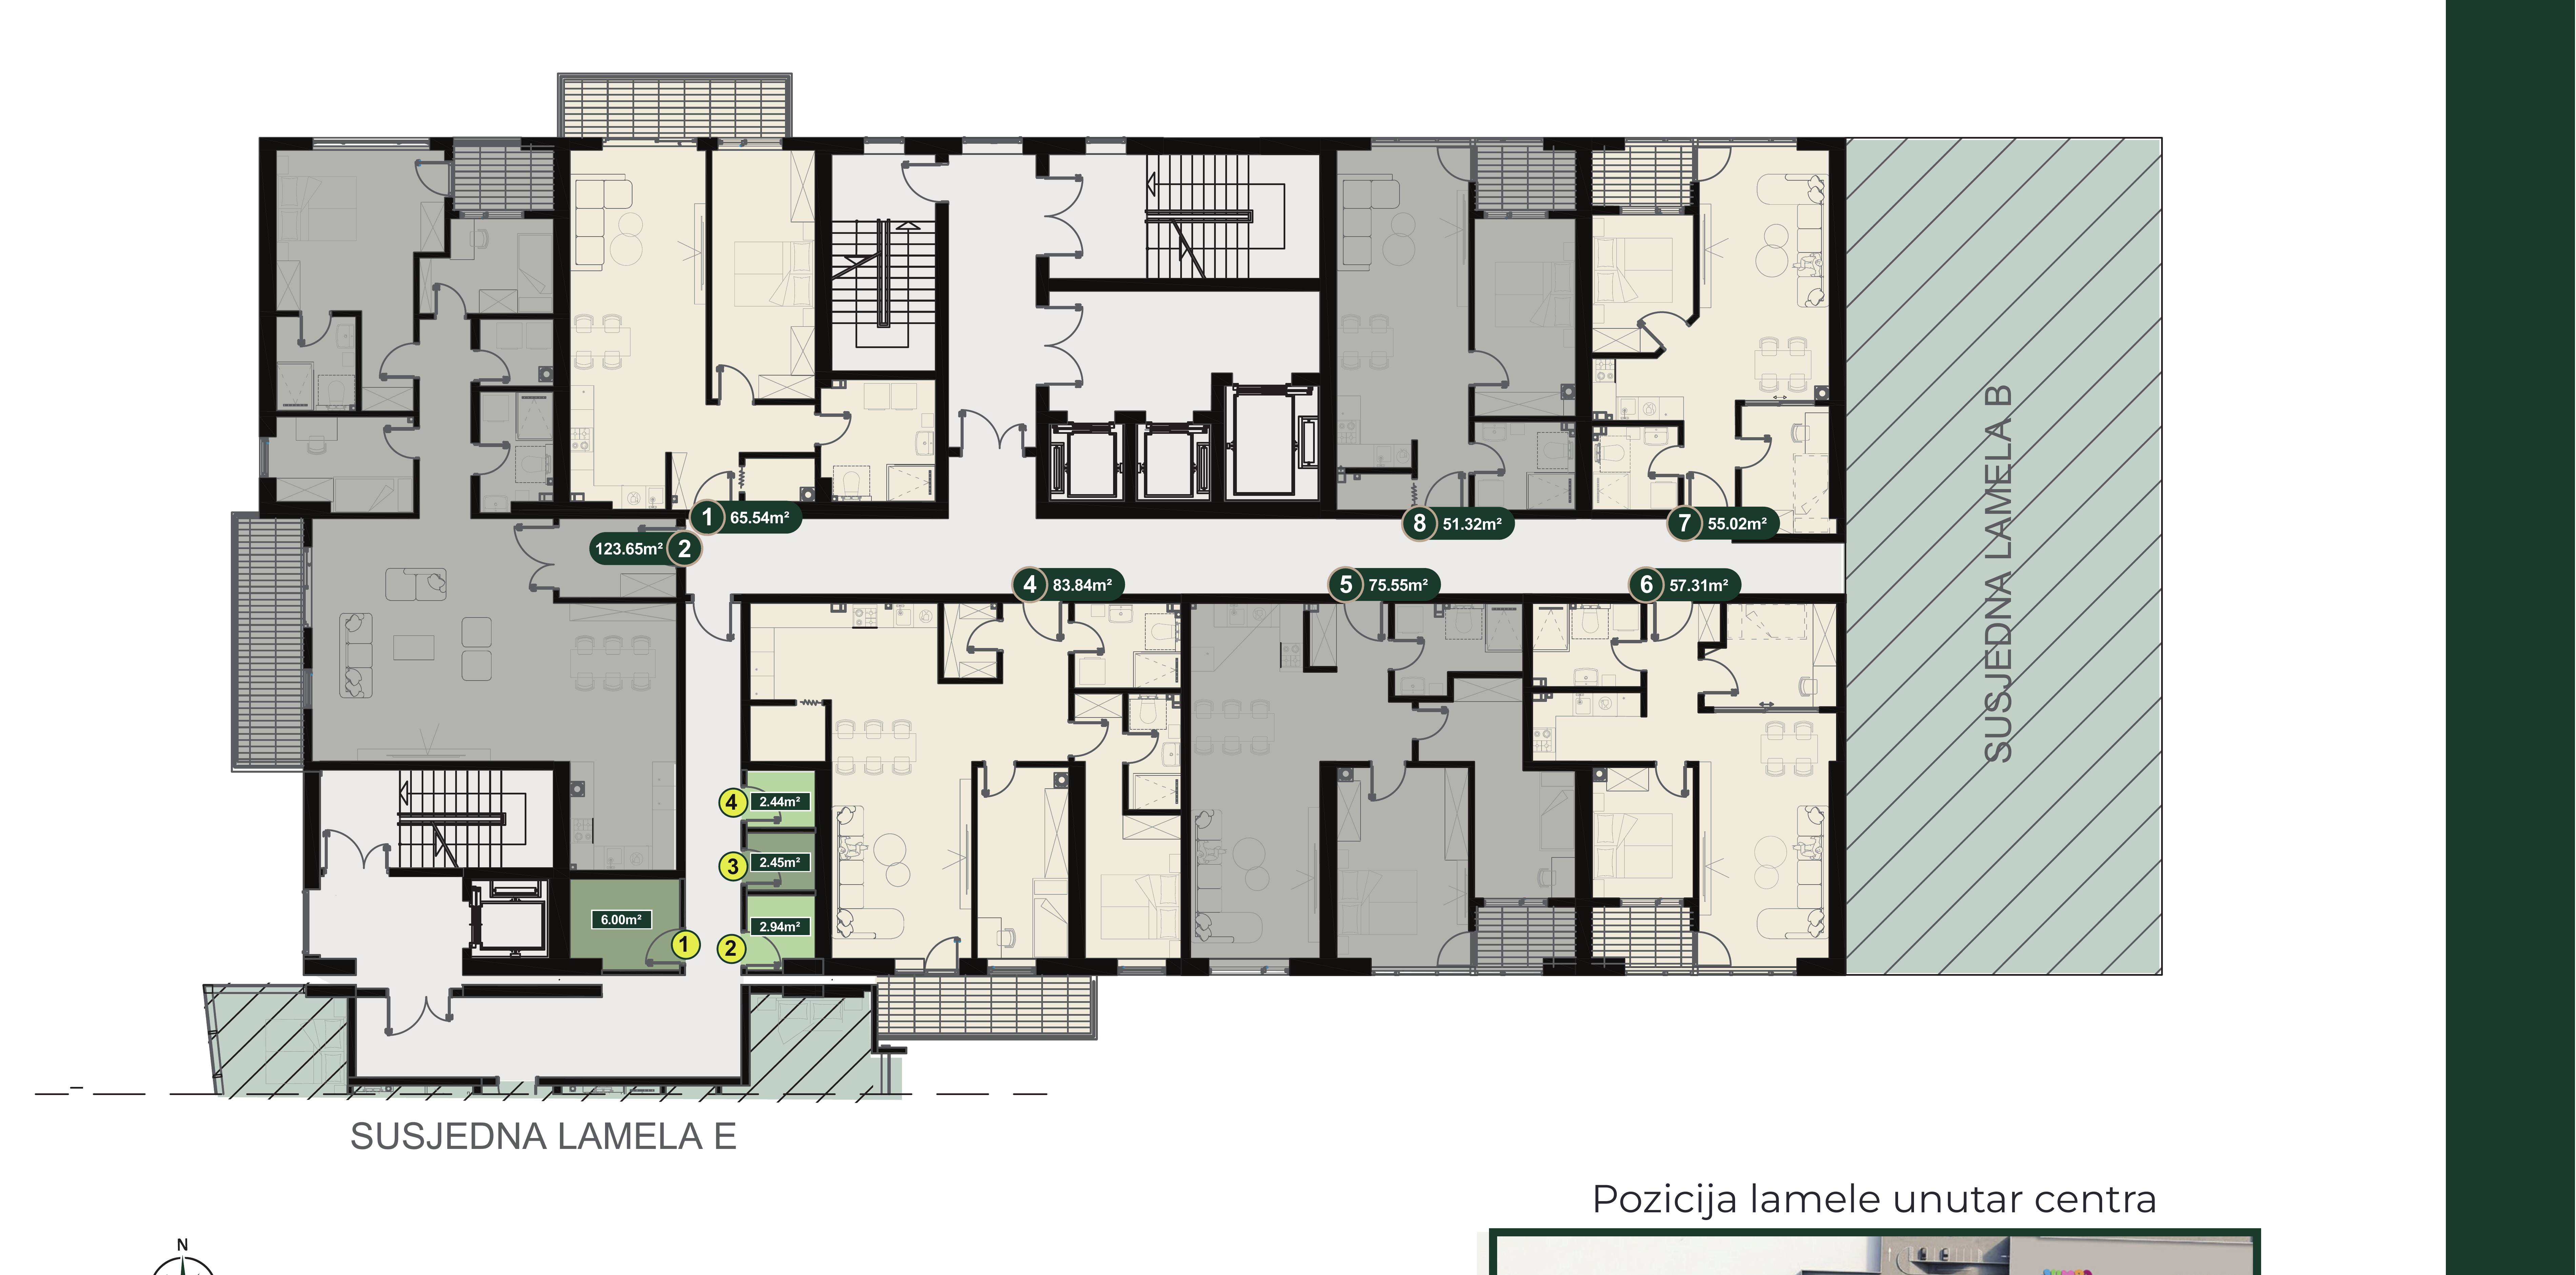 1 65.54m²
123.65m² 2
8 51.32m²
7 55.02m²
4 83.84m²
5 75.55m²
6 57.31m²
4 2.44m²
3 2.45m²
2 2.94m²
6.00m² 1
SUSJEDNA LAMELA B
SUSJEDNA LAMELA E
Pozicija lamele unutar centra
N